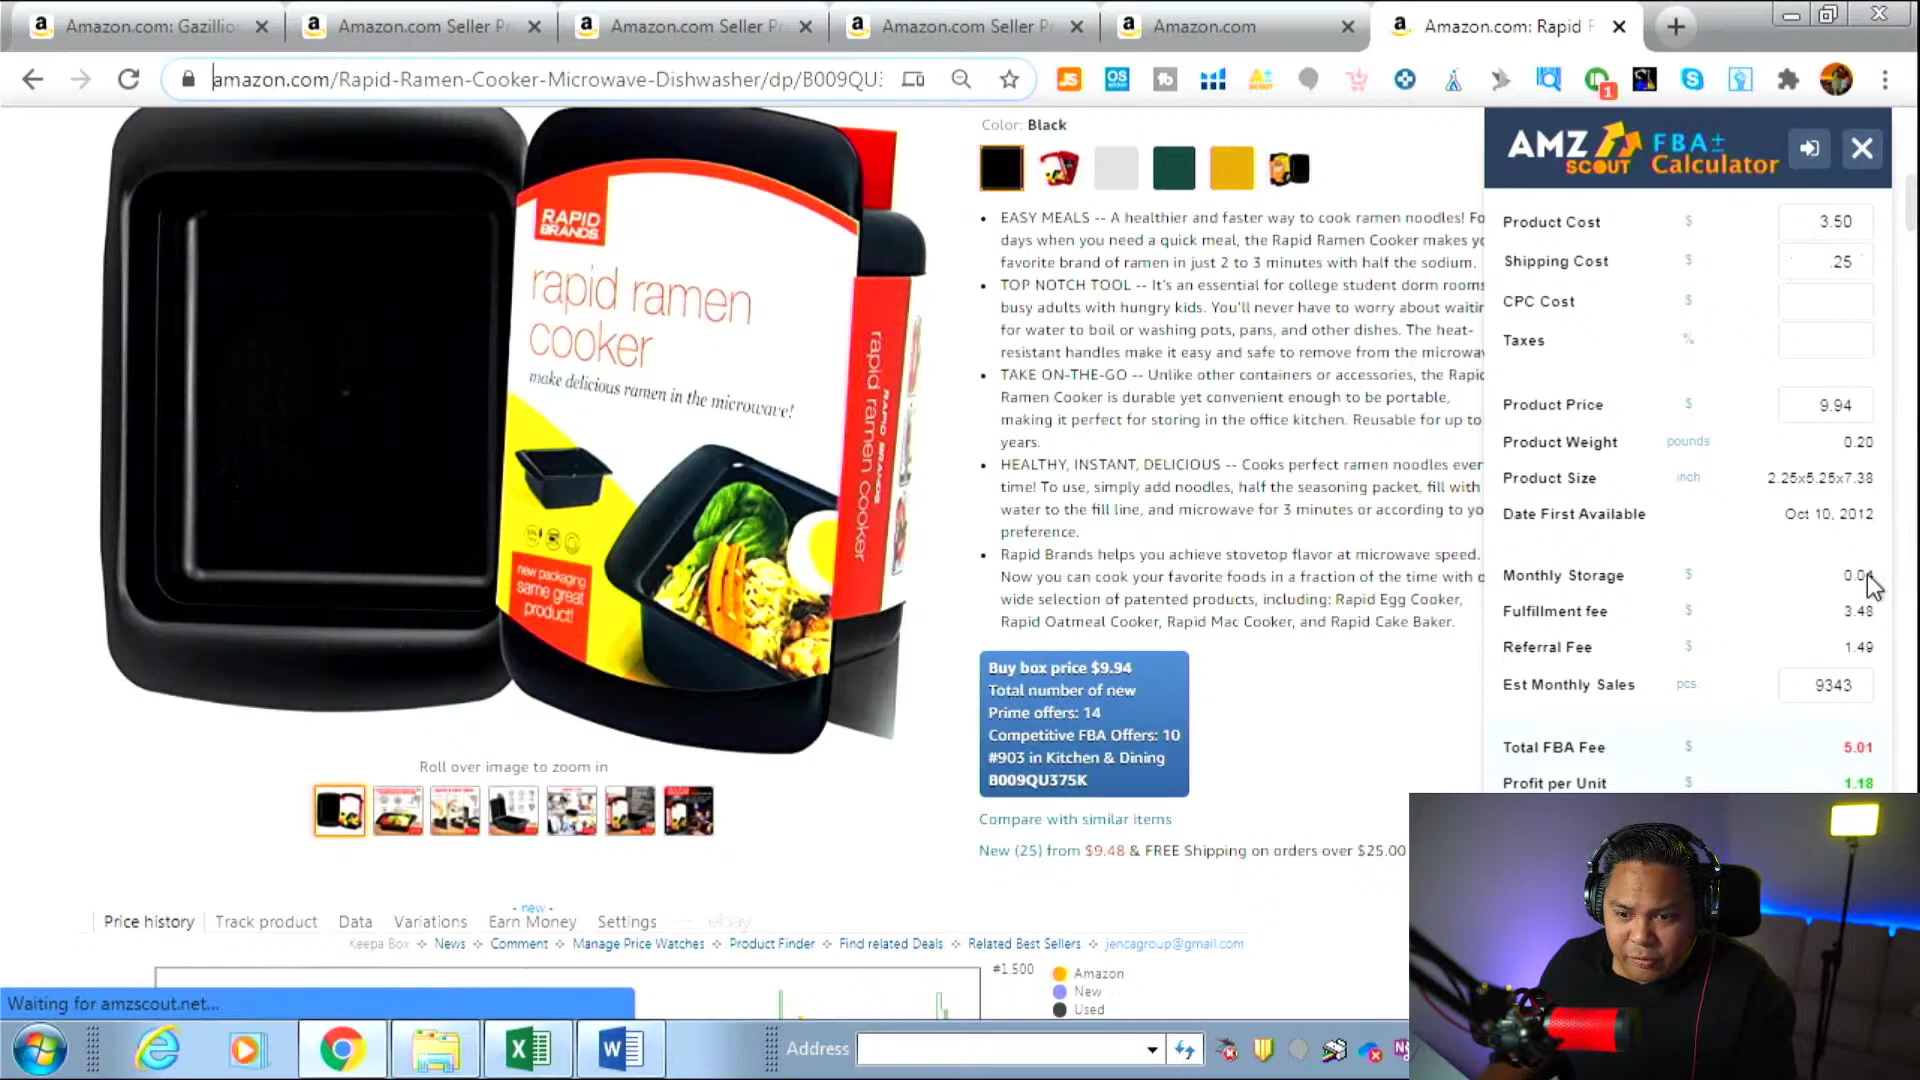 Amazon.com: Gazillio
Amazon.com Seller Pr
Amazon.com Seller Pr
Amazon.com Seller Pr
Amazon.com
Amazon.com: Rapid R
amazon.com/Rapid-Ramen-Cooker-Microwave-Dishwasher/dp/B009QU3
Color: Black
EASY MEALS -- A healthier and faster way to cook ramen noodles! Fo
days when you need a quick meal, the Rapid Ramen Cooker makes yo
favorite brand of ramen in just 2 to 3 minutes with half the sodium.
TOP NOTCH TOOL -- It's an essential for college student dorm rooms
busy adults with hungry kids. You'll never have to worry about waitin
for water to boil or washing pots, pans, and other dishes. The heat-
resistant handles make it easy and safe to remove from the microwav
TAKE ON-THE-GO -- Unlike other containers or accessories, the Rapid
Ramen Cooker is durable yet convenient enough to be portable,
making it perfect for storing in the office kitchen. Reusable for up to
years.
HEALTHY, INSTANT, DELICIOUS -- Cooks perfect ramen noodles ever
time! To use, simply add noodles, half the seasoning packet, fill with
water to the fill line, and microwave for 3 minutes or according to yo
preference.
Rapid Brands helps you achieve stovetop flavor at microwave speed.
Now you can cook your favorite foods in a fraction of the time with o
wide selection of patented products, including: Rapid Egg Cooker,
Rapid Oatmeal Cooker, Rapid Mac Cooker, and Rapid Cake Baker.
Buy box price $9.94
Total number of new
Prime offers: 14
Competitive FBA Offers: 10
#903 in Kitchen & Dining
B009QU375K
Compare with similar items
New (25) from $9.48 & FREE Shipping on orders over $25.00
RAPID
BRANDS
rapid ramen
cooker
make delicious ramen in the microwave!
new packaging
same great
product!
RAPID BRANDS
rapid ramen cooker
Roll over image to zoom in
AMZ
SCOUT
FBA±
Calculator
Product Cost $ 3.50
Shipping Cost $ .25
CPC Cost $
Taxes %
Product Price $ 9.94
Product Weight pounds 0.20
Product Size inch 2.25x5.25x7.38
Date First Available Oct 10, 2012
Monthly Storage $ 0.04
Fulfillment fee $ 3.48
Referral Fee $ 1.49
Est Monthly Sales pcs 9343
Total FBA Fee $ 5.01
Profit per Unit $ 1.18
- new -
Price history Track product Data Variations Earn Money Settings ebay
Keepa Box News Comment Manage Price Watches Product Finder Find related Deals Related Best Sellers jencagroup@gmail.com
#1,500
Amazon
New
Used
Waiting for amzscout.net...
Address